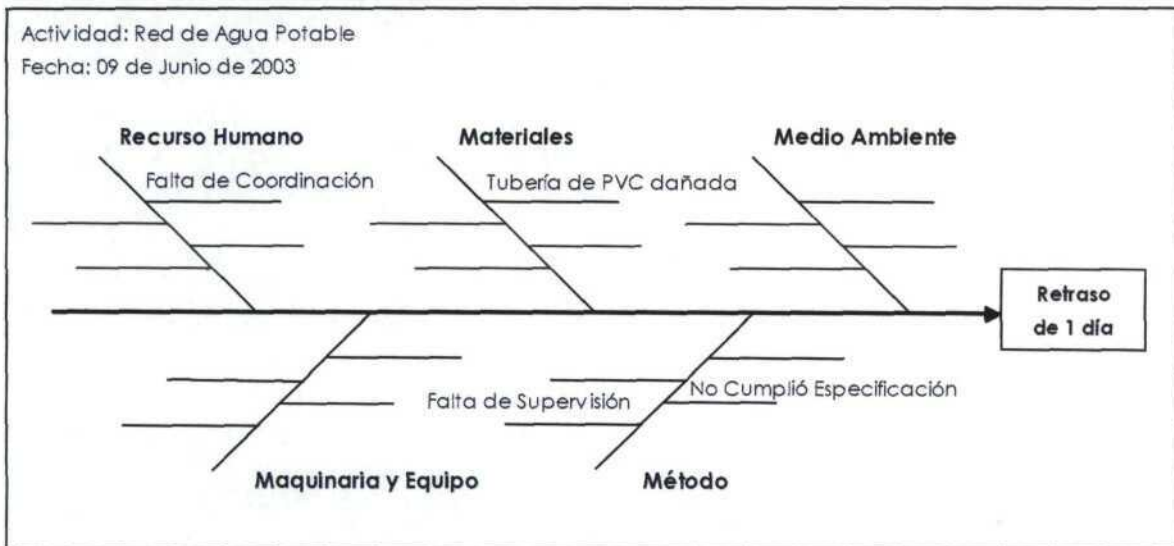 Actividad: Red de Agua Potable
Fecha: 09 de Junio de 2003
Recurso Humano
Materiales
Medio Ambiente
Falta de Coordinación
Tubería de PVC dañada
Retraso
de 1 día
Falta de Supervisión
No Cumplió Especificación
Maquinaria y Equipo
Método